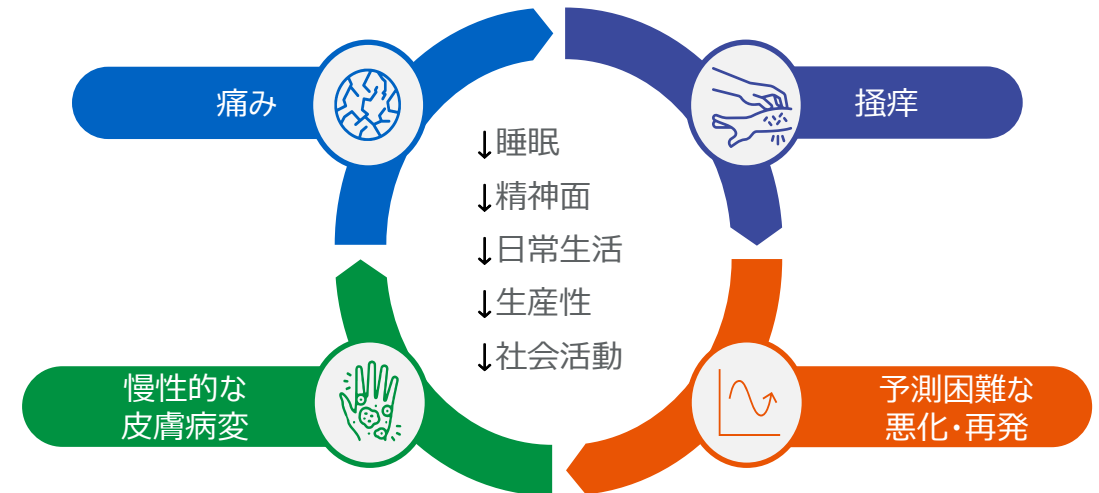 痛み
掻痒
↓睡眠
↓精神面
↓日常生活
↓生産性
↓社会活動
慢性的な
皮膚病変
予測困難な
悪化・再発